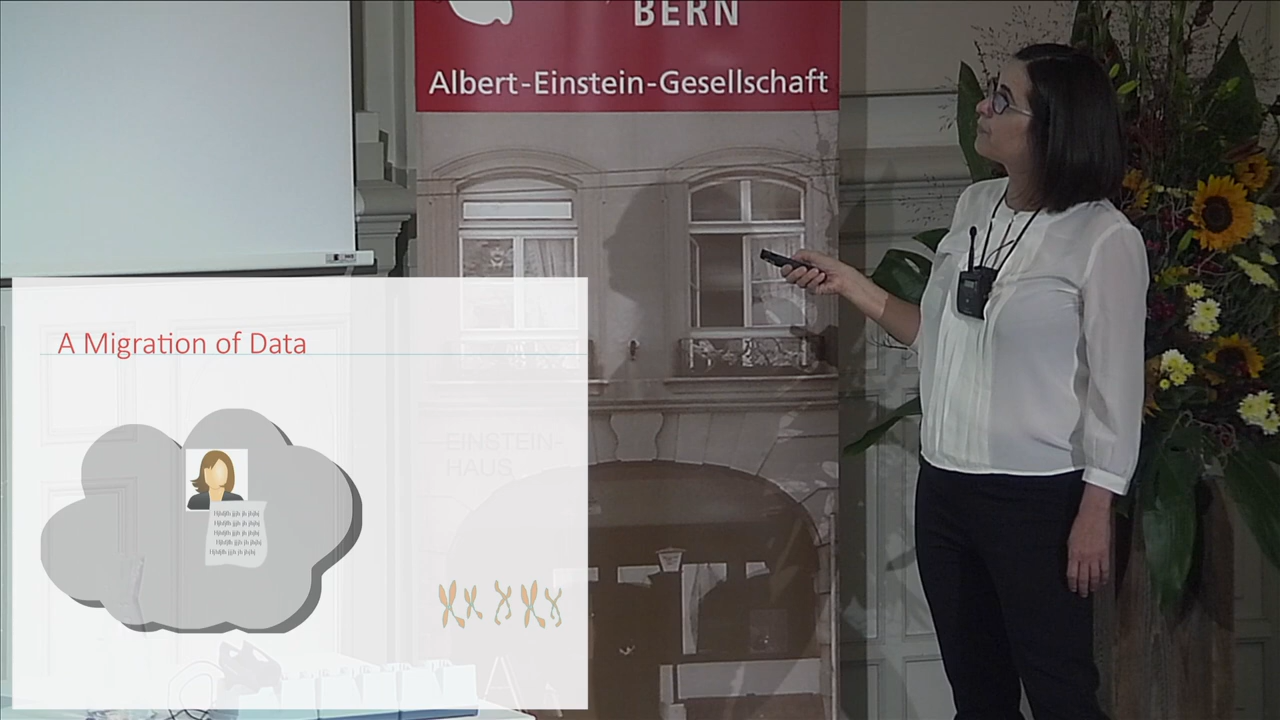 BERN
Albert-Einstein-Gesellschaft
A Migration of Data
EINSTEIN-
HAUS